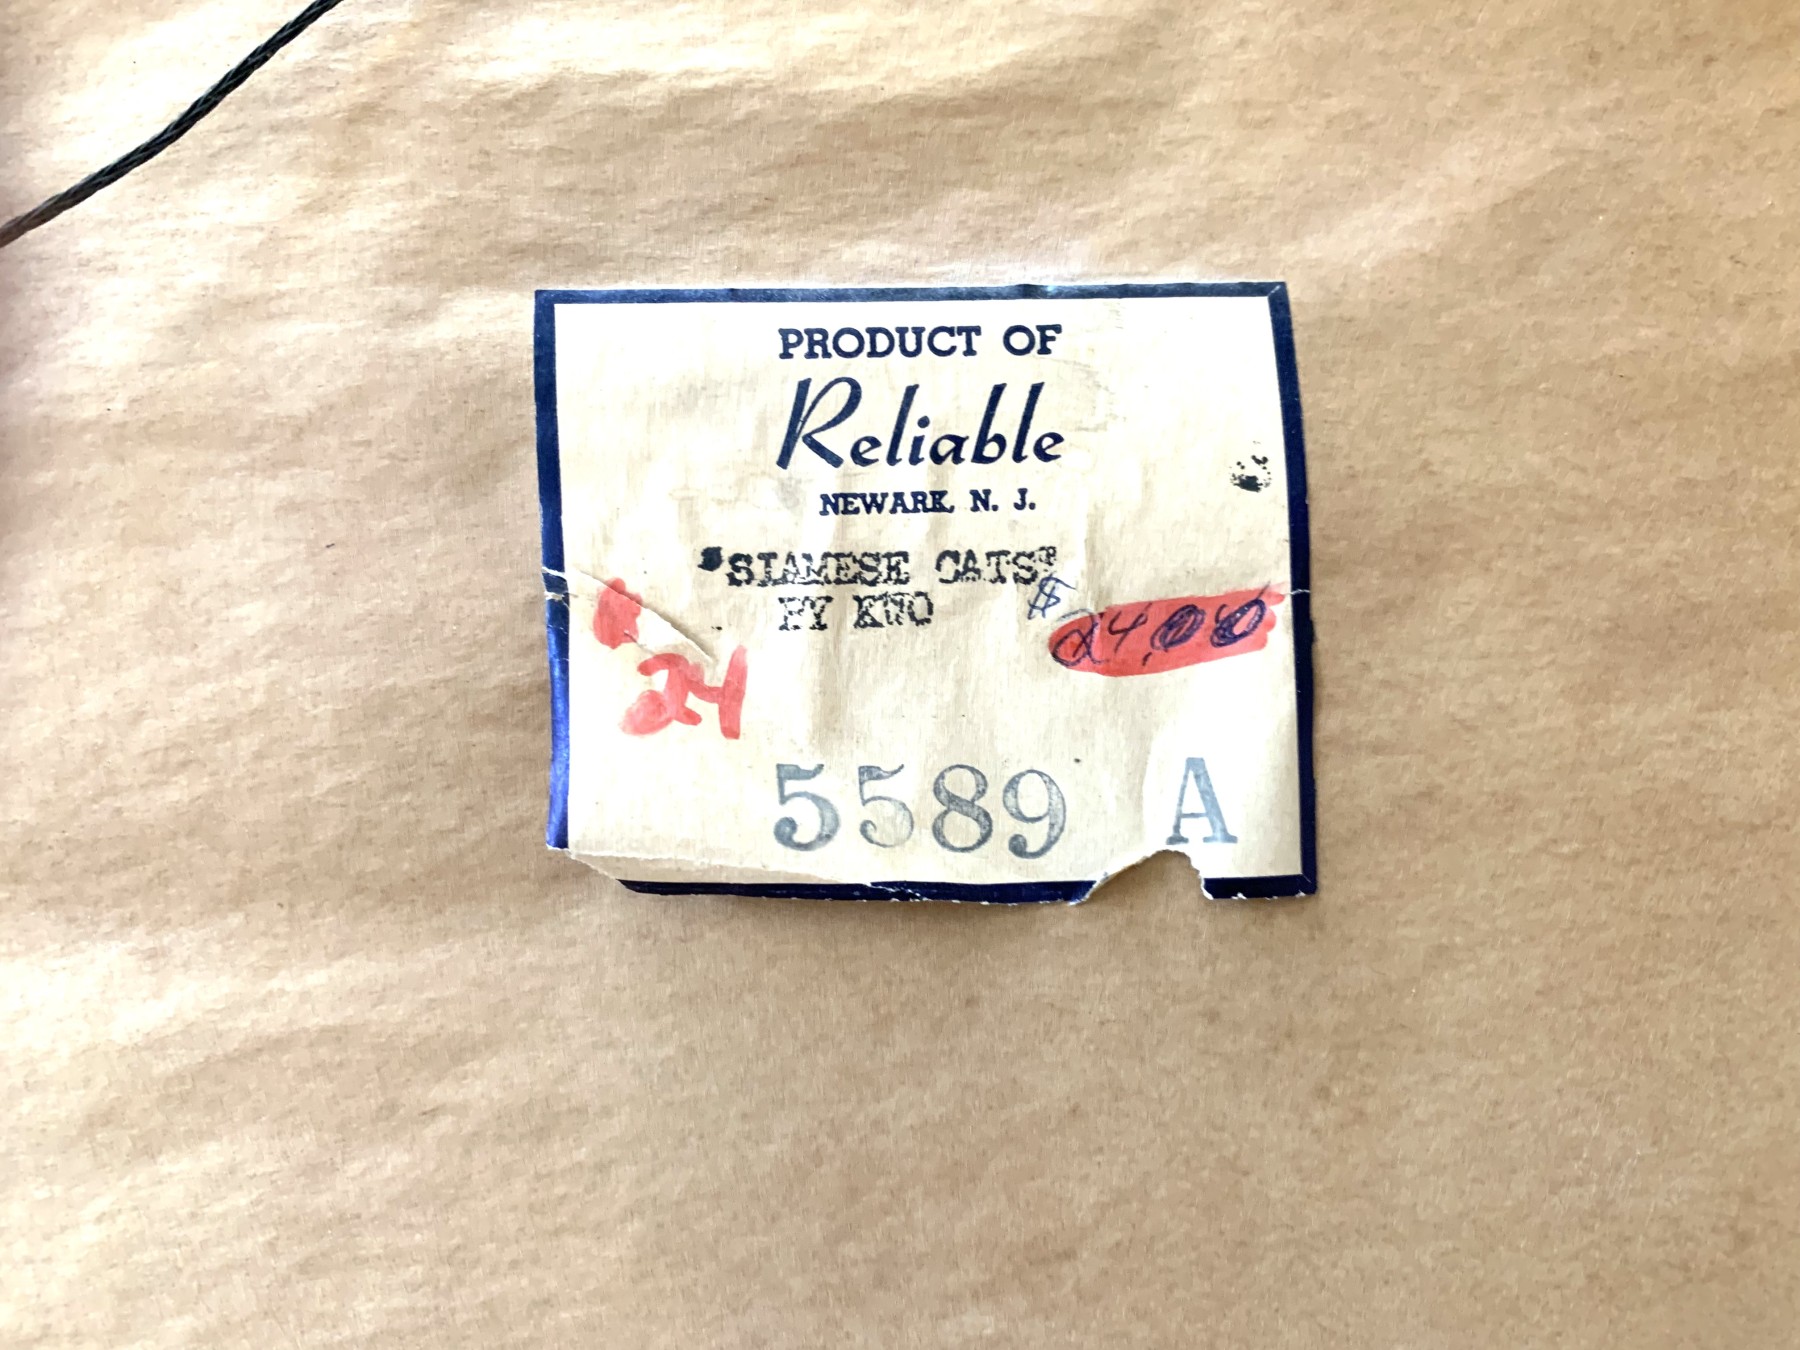 PRODUCT OF
Reliable
NEWARK, N. J.
"SIAMESE CATS"
BY KWO
$24.00
24
5589 A